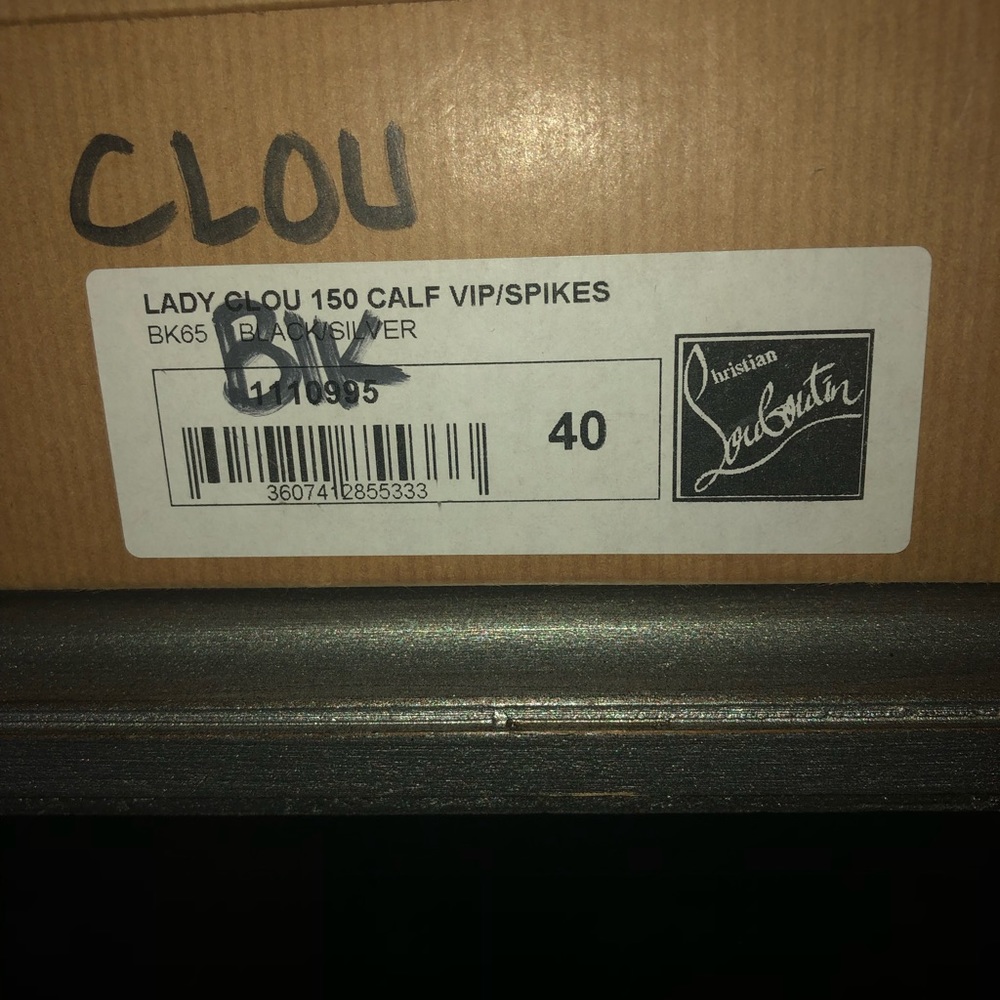 CLOU
LADY CLOU 150 CALF VIP/SPIKES
BK65 BLACK/SILVER
BK
1110995
40
3607412855333
Christian
Louboutin